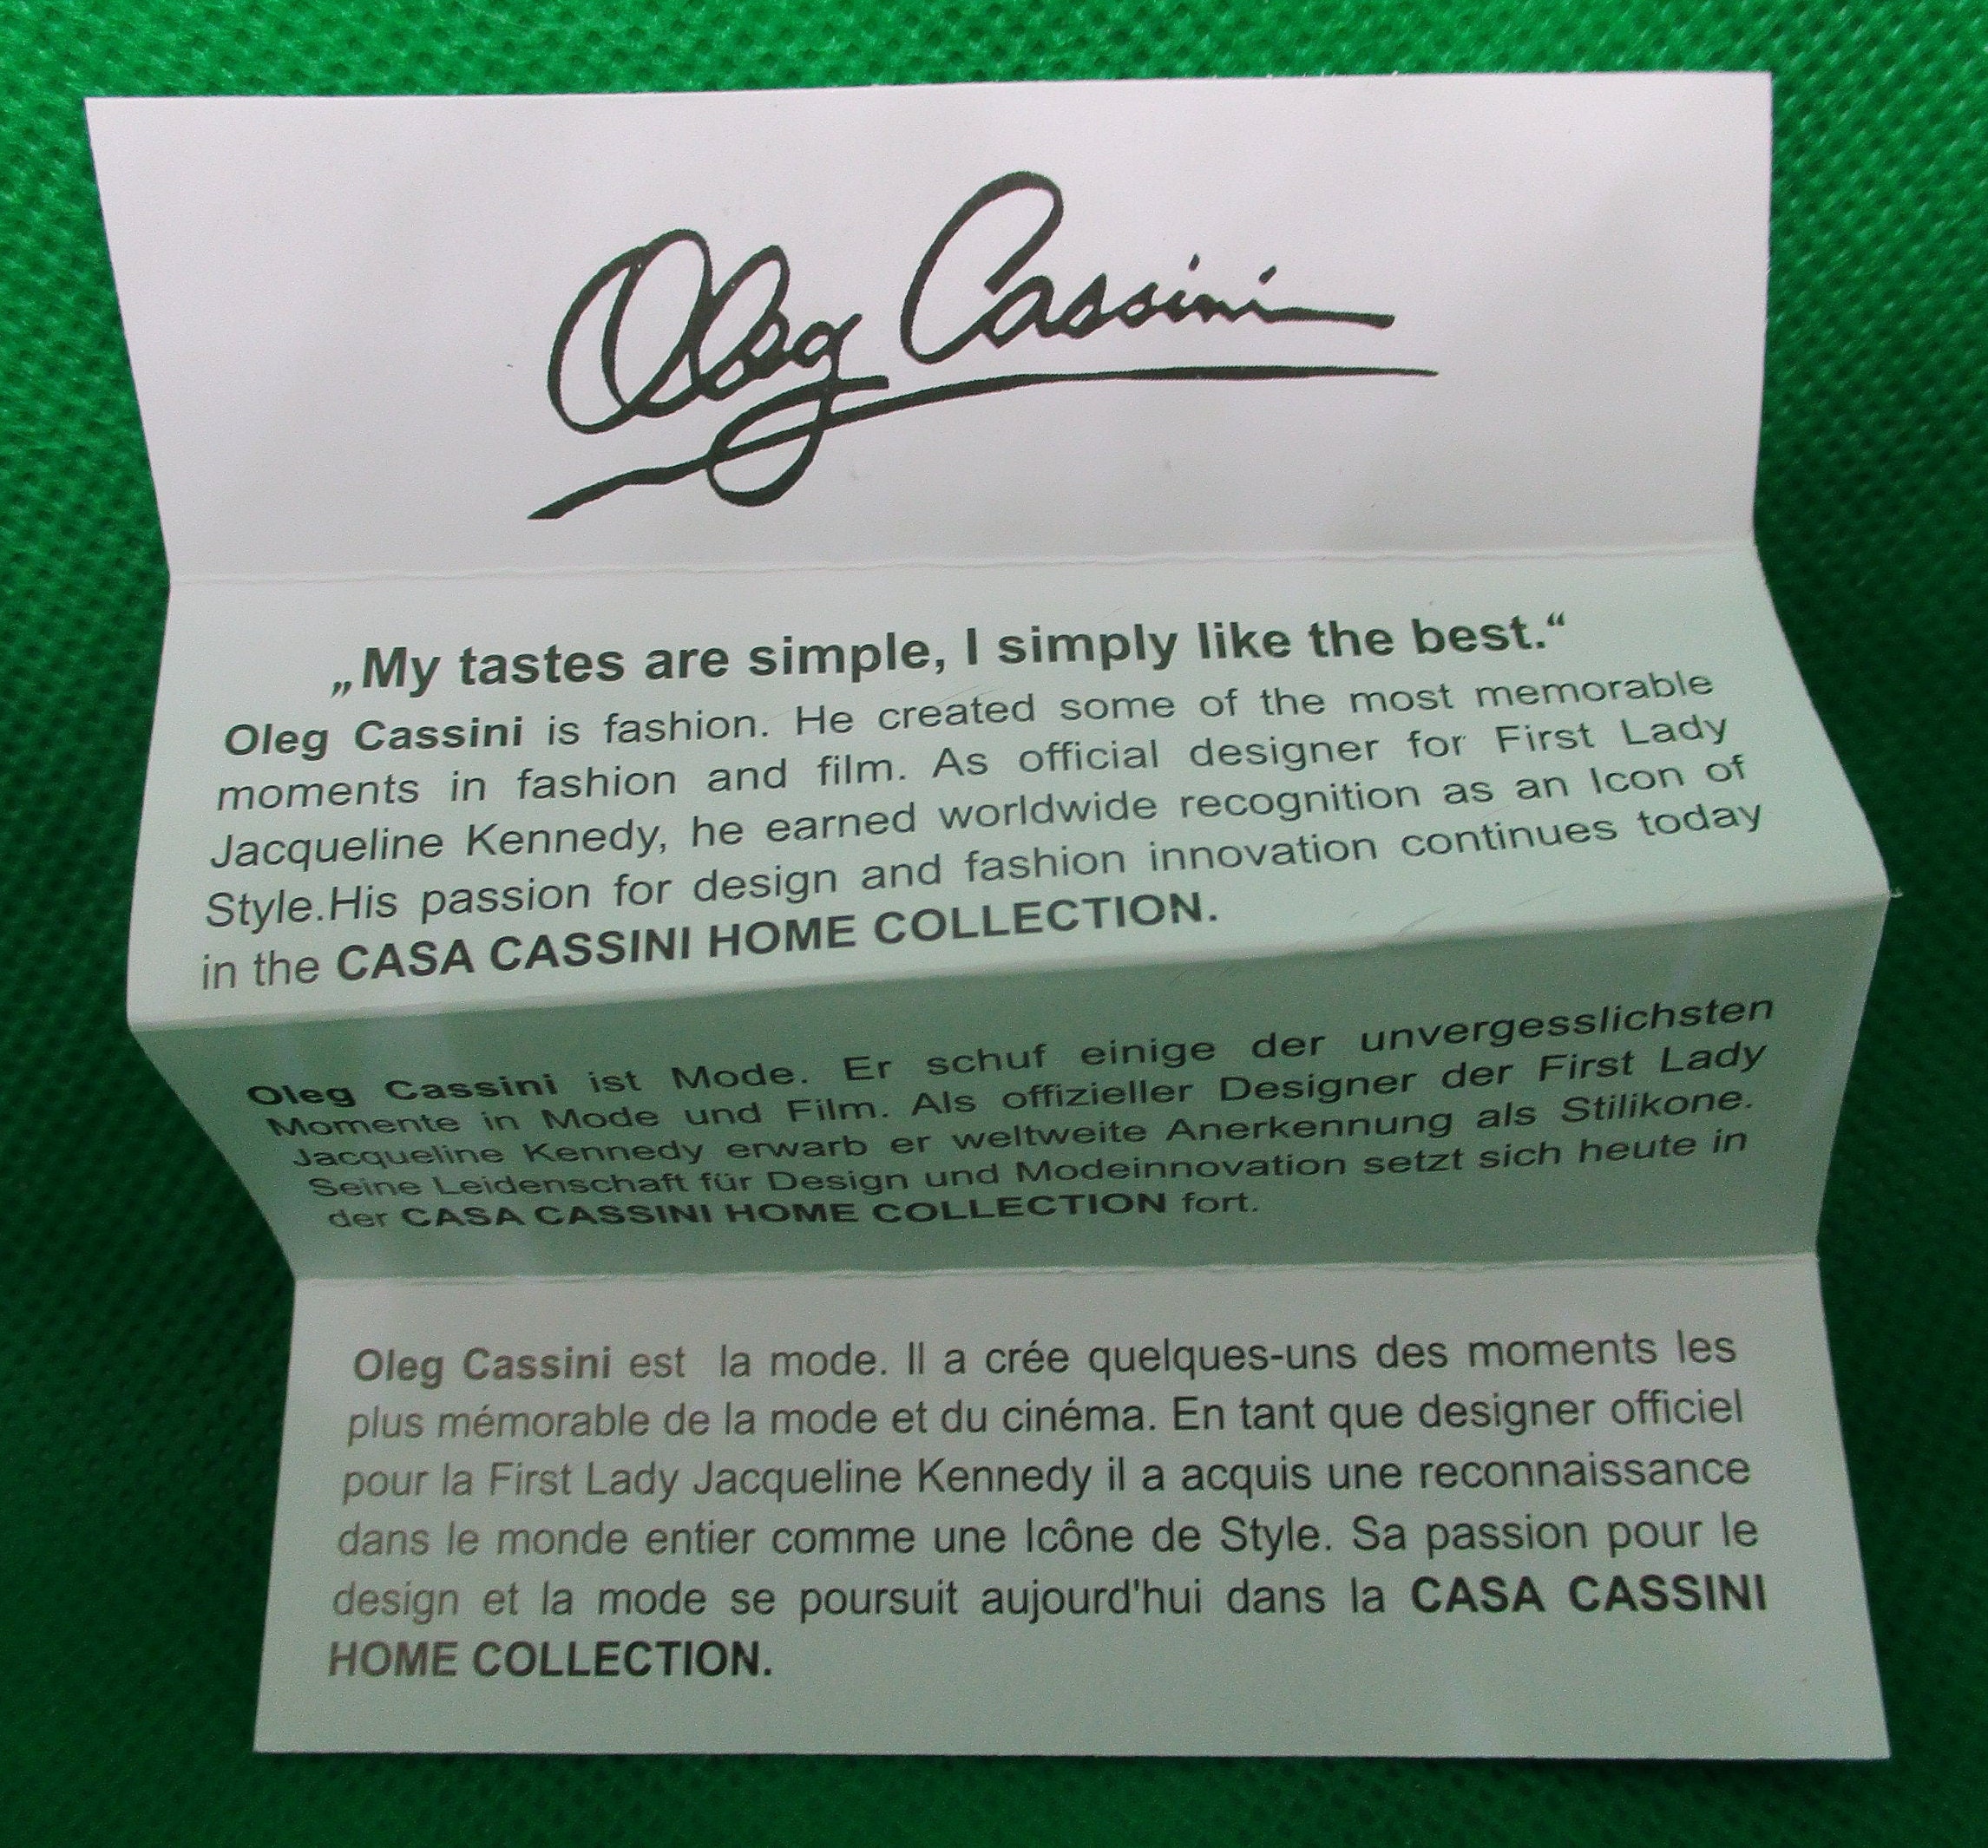 Oleg Cassini
„My tastes are simple, I simply like the best.“
Oleg Cassini is fashion. He created some of the most memorable
moments in fashion and film. As official designer for First Lady
Jacqueline Kennedy, he earned worldwide recognition as an Icon of
Style.His passion for design and fashion innovation continues today
in the CASA CASSINI HOME COLLECTION.
Oleg Cassini ist Mode. Er schuf einige der unvergesslichsten
Momente in Mode und Film. Als offizieller Designer der First Lady
Jacqueline Kennedy erwarb er weltweite Anerkennung als Stilikone.
Seine Leidenschaft für Design und Modeinnovation setzt sich heute in
der CASA CASSINI HOME COLLECTION fort.
Oleg Cassini est la mode. Il a crée quelques-uns des moments les
plus mémorable de la mode et du cinéma. En tant que designer officiel
pour la First Lady Jacqueline Kennedy il a acquis une reconnaissance
dans le monde entier comme une Icône de Style. Sa passion pour le
design et la mode se poursuit aujourd'hui dans la CASA CASSINI
HOME COLLECTION.